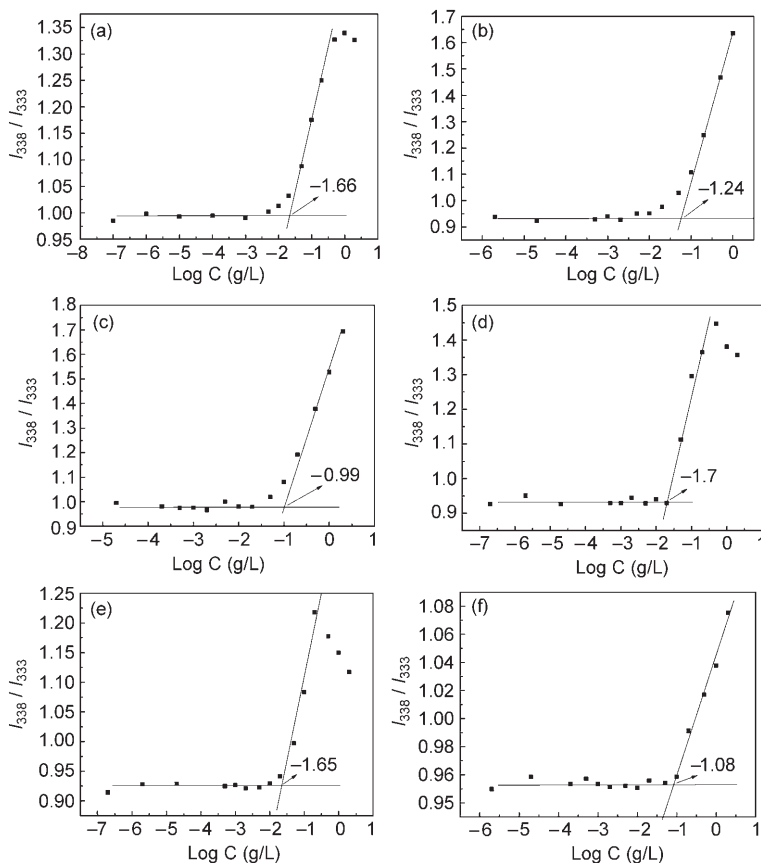 (a)
1.35
1.30
1.25
1.20
1.15
1.10
1.05
1.00
0.95
I338 / I333
−1.66
−8 −7 −6 −5 −4 −3 −2 −1 0 1
Log C (g/L)
(b)
1.7
1.6
1.5
1.4
1.3
1.2
1.1
1.0
0.9
I338 / I333
−1.24
−6 −5 −4 −3 −2 −1 0
Log C (g/L)
(c)
1.8
1.7
1.6
1.5
1.4
1.3
1.2
1.1
1.0
0.9
I338 / I333
−0.99
−5 −4 −3 −2 −1 0 1
Log C (g/L)
(d)
1.5
1.4
1.3
1.2
1.1
1.0
0.9
I338 / I333
−1.7
−7 −6 −5 −4 −3 −2 −1 0 1
Log C (g/L)
(e)
1.25
1.20
1.15
1.10
1.05
1.00
0.95
0.90
I338 / I333
−1.65
−7 −6 −5 −4 −3 −2 −1 0 1
Log C (g/L)
(f)
1.08
1.06
1.04
1.02
1.00
0.96
0.95
I338 / I333
−1.08
−6 −5 −4 −3 −2 −1 0 1
Log C (g/L)